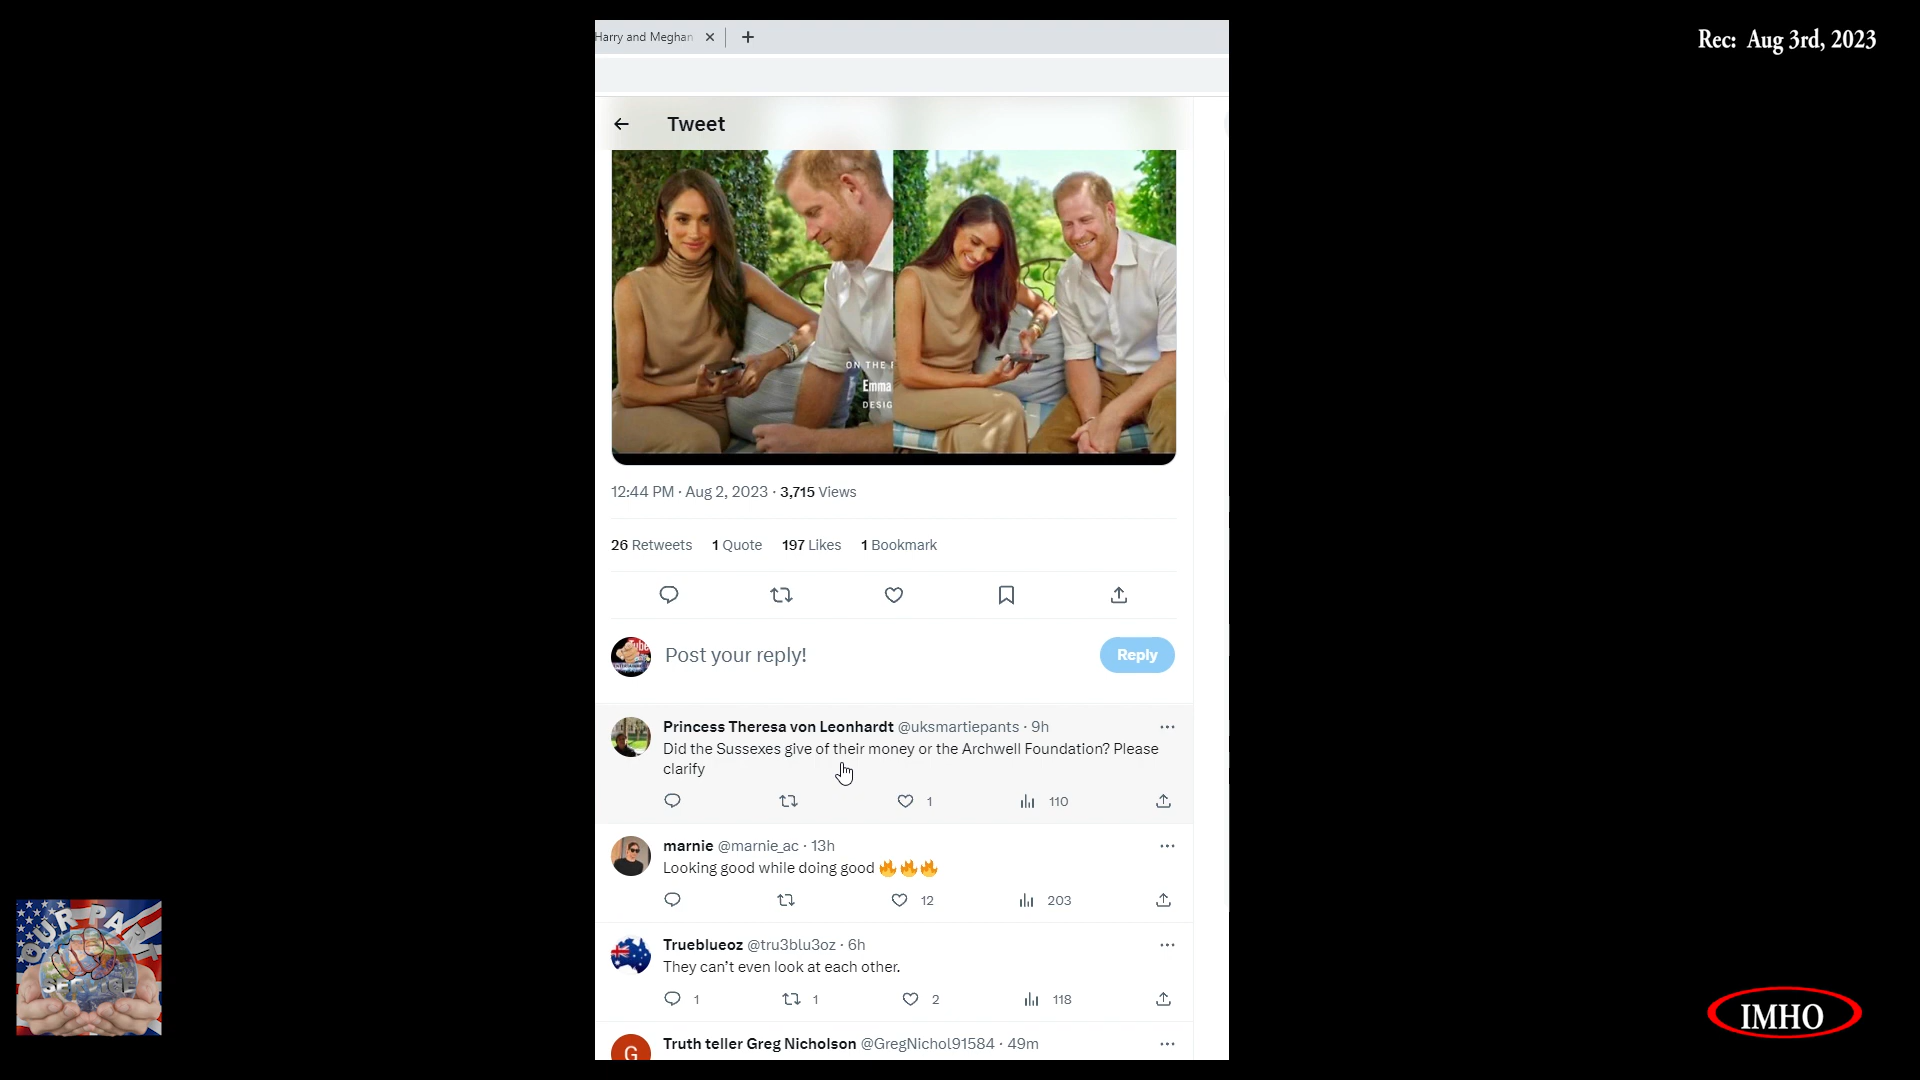 Harry and Meghan
Rec: Aug 3rd, 2023
Tweet
ON THE
Emma
DESIG
12:44 PM · Aug 2, 2023 · 3,715 Views
26 Retweets 1 Quote 197 Likes 1 Bookmark
Post your reply!
Reply
Princess Theresa von Leonhardt @uksmartiepants · 9h
Did the Sussexes give of their money or the Archwell Foundation? Please
clarify
1 110
marnie @marnie_ac · 13h
Looking good while doing good 🔥🔥🔥
12 203
Trueblueoz @tru3blu3oz · 6h
They can't even look at each other.
1 1 2 118
G
Truth teller Greg Nicholson @GregNichol91584 · 49m
OUR PART
SERVICE
IMHO